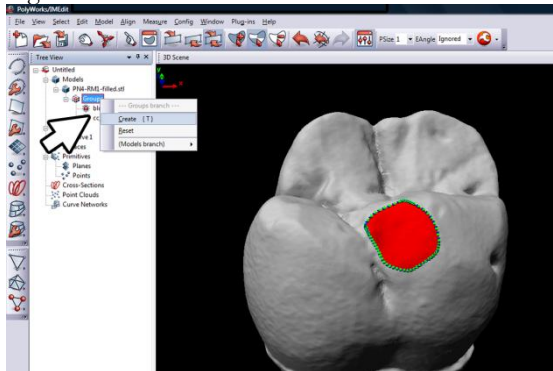 PolyWorks/IMEdit
File View Select Edit Model Align Measure Config Window Plug-ins Help
PSize 1 EAngle Ignored
Tree View
3D Scene
Untitled
Models
PN4-RM1-filled.stl
Groups
--- Groups branch ---
Create (T)
Reset
(Models branch)
Primitives
Planes
Points
Cross-Sections
Point Clouds
Curve Networks